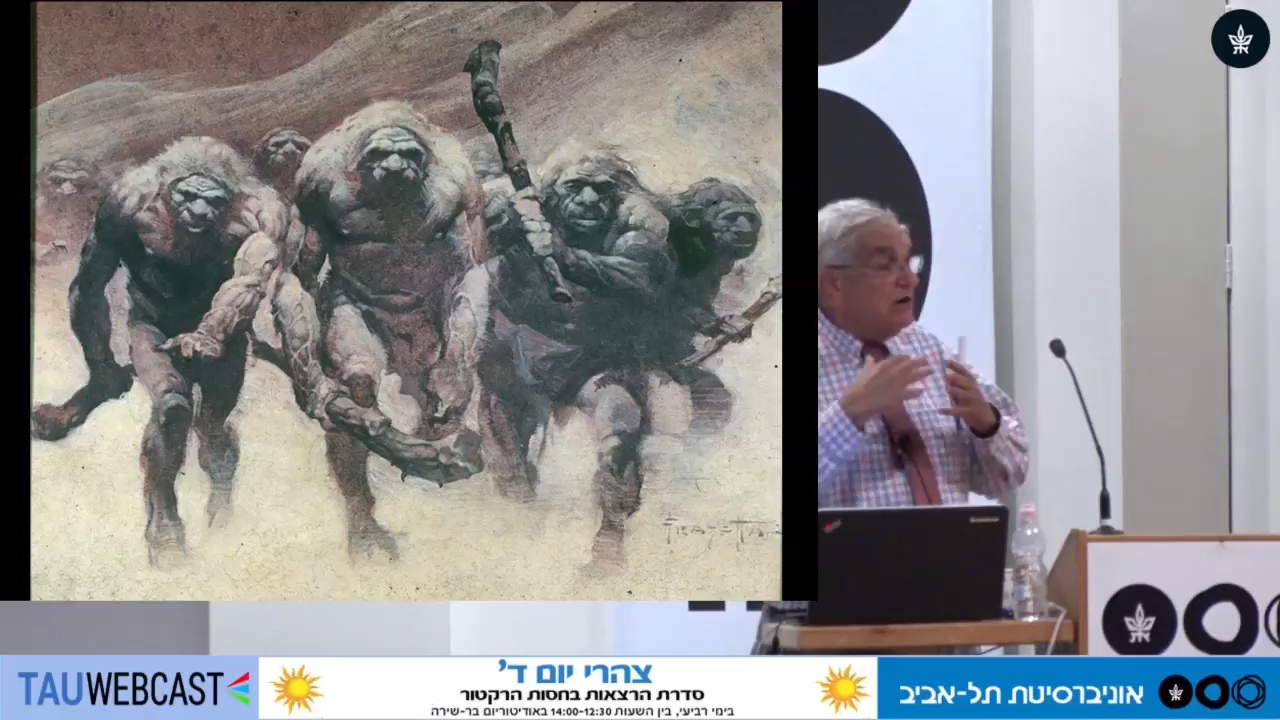 FRAZETTA
TAUWEBCAST
צהרי יום ד'
סדרת הרצאות בחסות הרקטור
בימי רביעי, בין השעות 14:00-12:30 באודיטוריום בר-שירה
אוניברסיטת תל-אביב